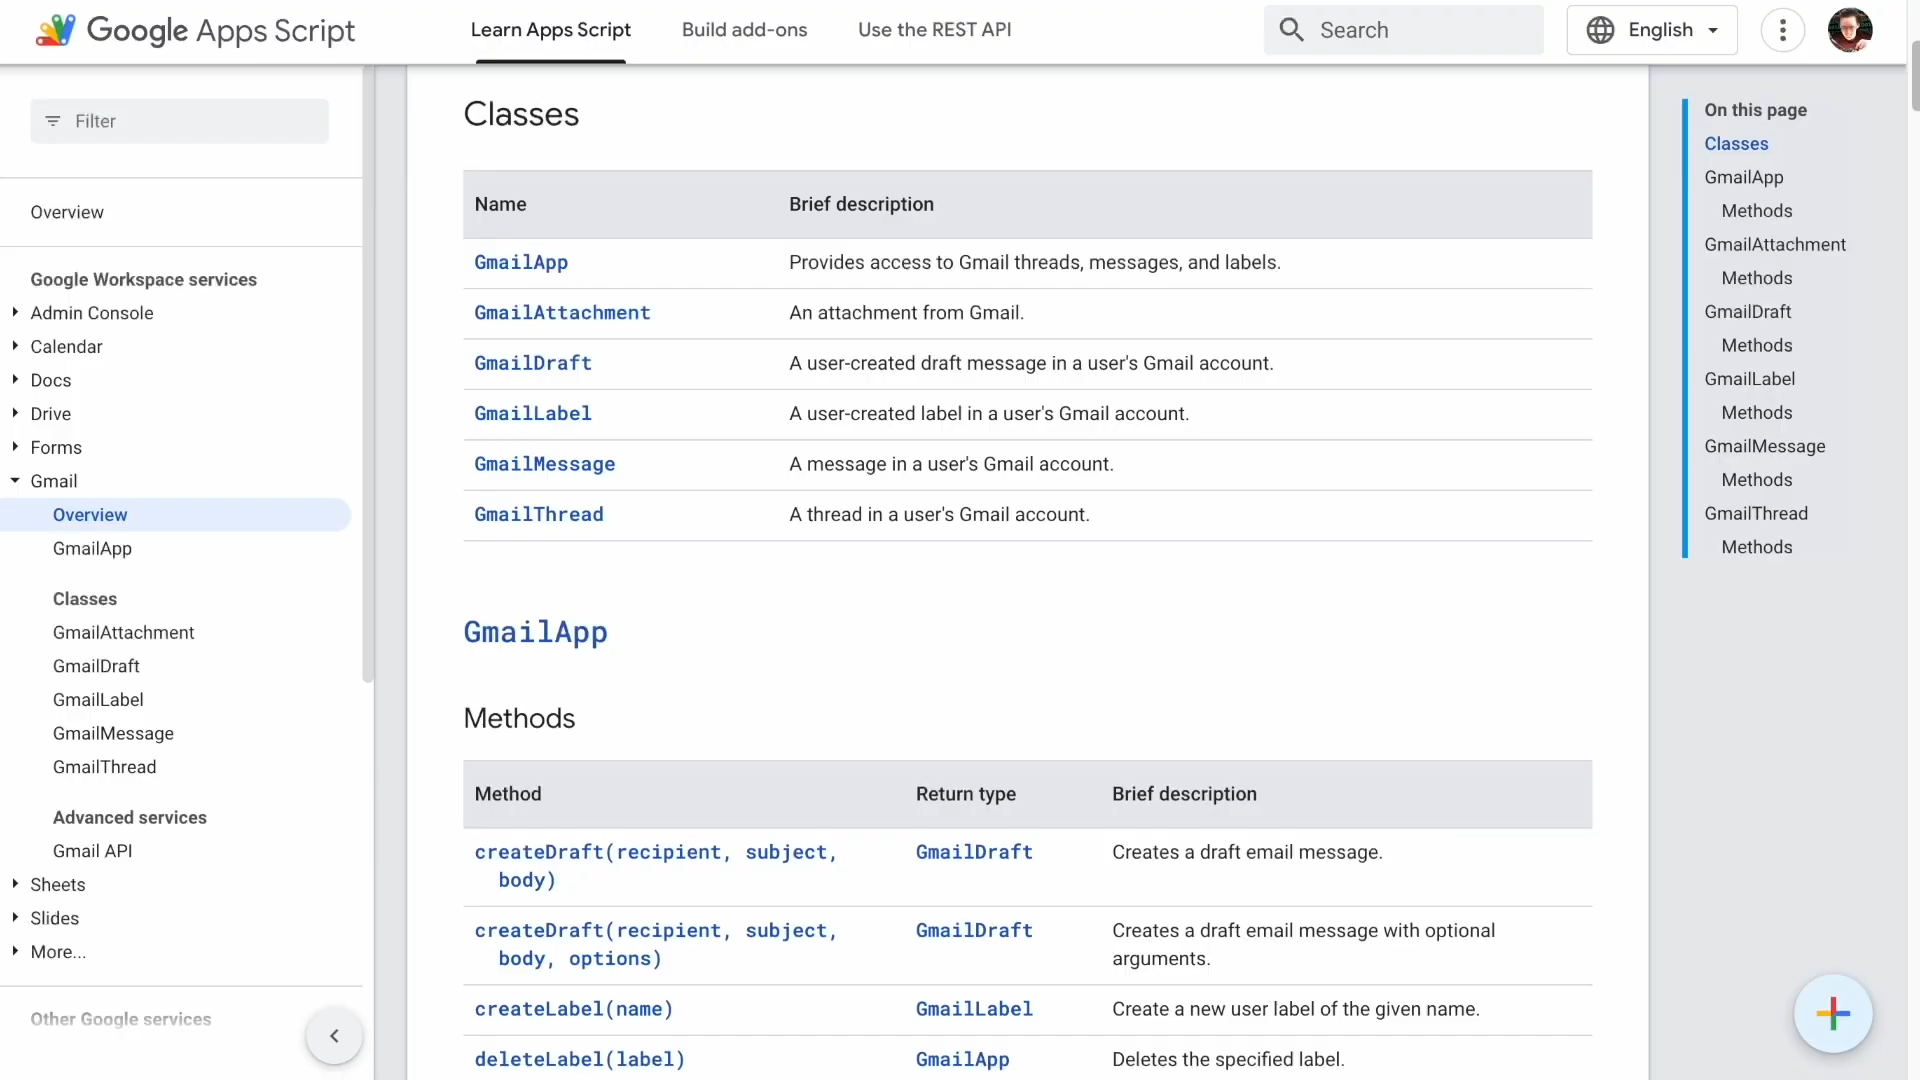 Google Apps Script
Learn Apps Script
Build add-ons
Use the REST API
Search
English
Filter
Overview
Google Workspace services
Admin Console
Calendar
Docs
Drive
Forms
Gmail
Overview
GmailApp
Classes
GmailAttachment
GmailDraft
GmailLabel
GmailMessage
GmailThread
Advanced services
Gmail API
Sheets
Slides
More...
Other Google services
Classes
Name Brief description
GmailApp Provides access to Gmail threads, messages, and labels.
GmailAttachment An attachment from Gmail.
GmailDraft A user-created draft message in a user's Gmail account.
GmailLabel A user-created label in a user's Gmail account.
GmailMessage A message in a user's Gmail account.
GmailThread A thread in a user's Gmail account.
GmailApp
Methods
Method Return type Brief description
createDraft(recipient, subject, GmailDraft Creates a draft email message.
body)
createDraft(recipient, subject, GmailDraft Creates a draft email message with optional
body, options) arguments.
createLabel(name) GmailLabel Create a new user label of the given name.
deleteLabel(label) GmailApp Deletes the specified label.
On this page
Classes
GmailApp
Methods
GmailAttachment
Methods
GmailDraft
Methods
GmailLabel
Methods
GmailMessage
Methods
GmailThread
Methods